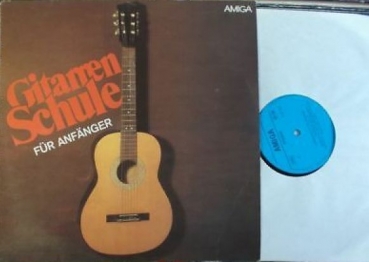 AMIGA
Gitarren
Schule
FÜR ANFÄNGER
AMIGA